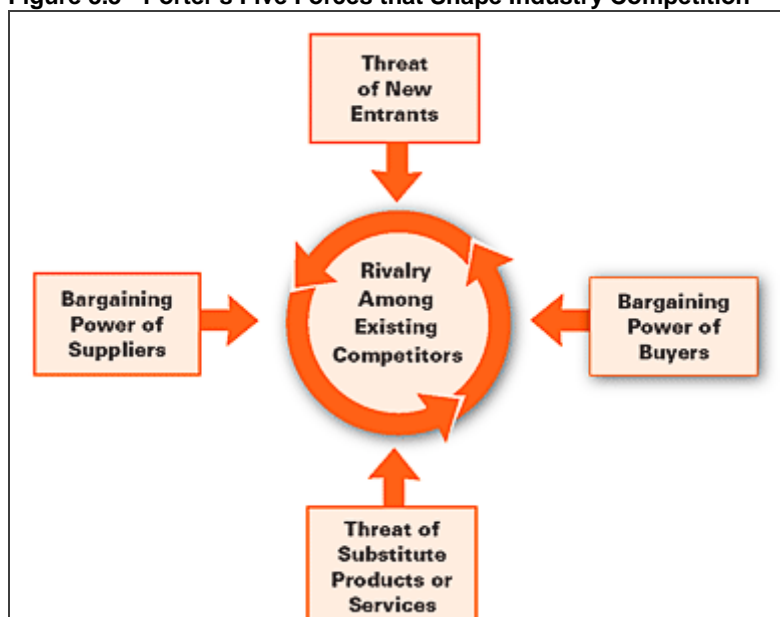 Porter's Five Forces that Shape Industry Competition
Threat
of New
Entrants
Bargaining
Power of
Suppliers
Rivalry
Among
Existing
Competitors
Bargaining
Power of
Buyers
Threat of
Substitute
Products or
Services